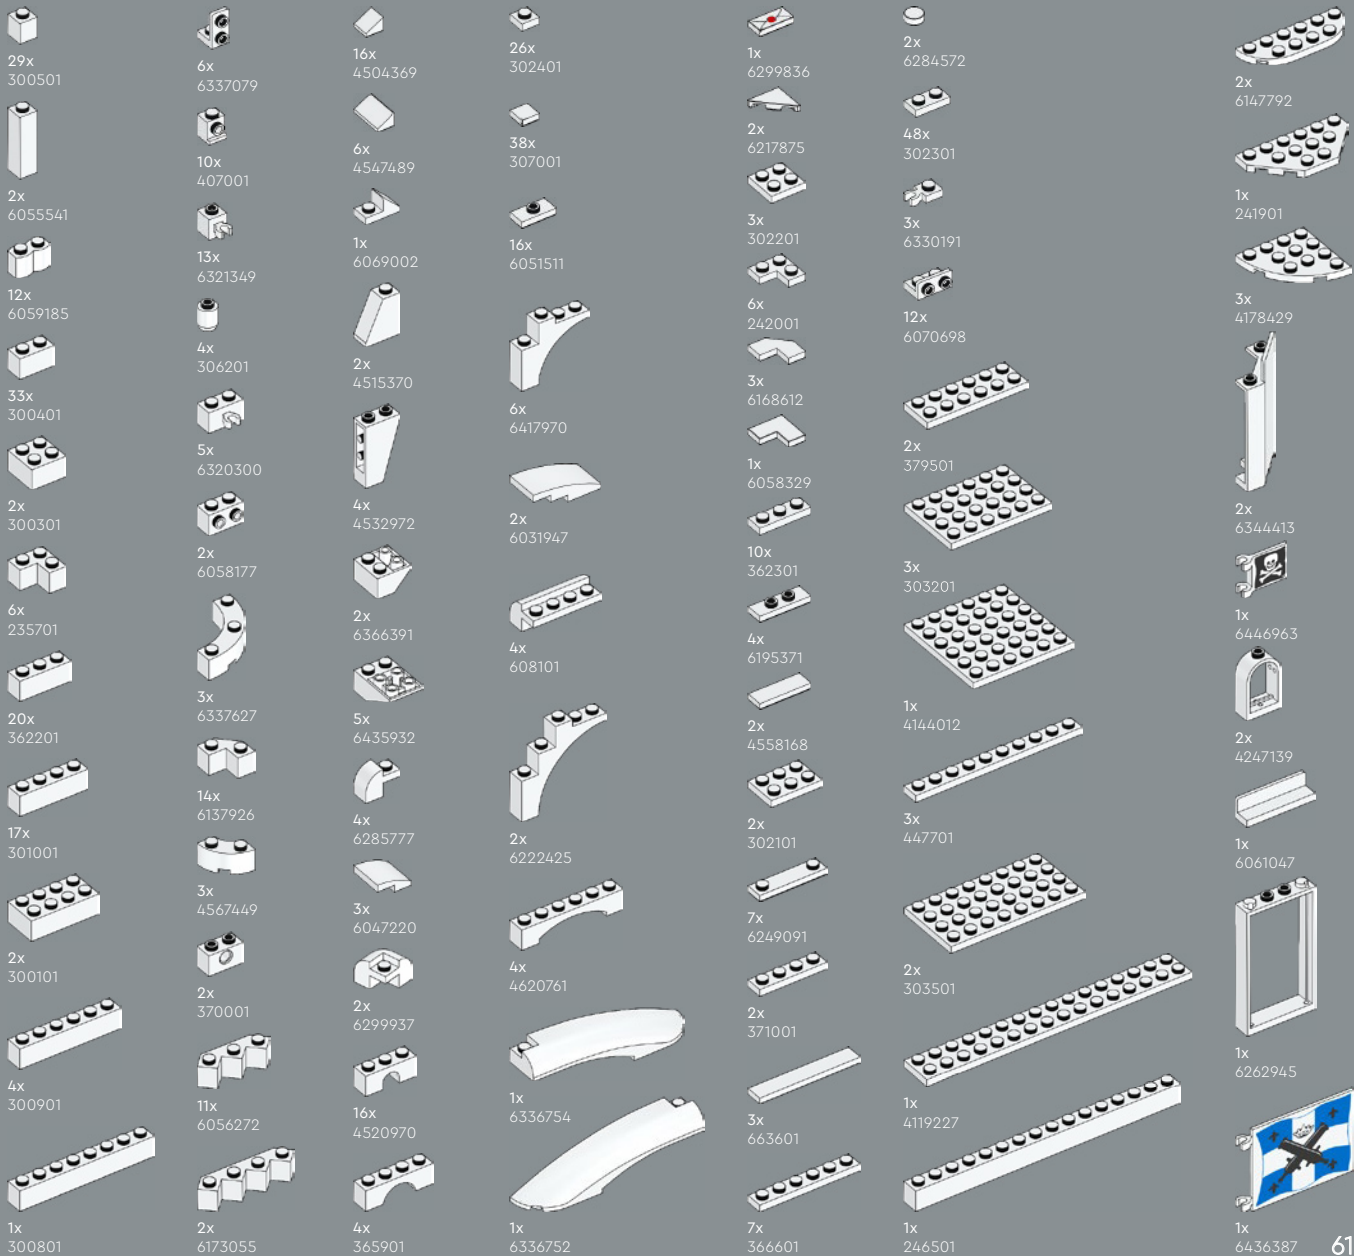 29x
300501
2x
6055541
12x
6059185
33x
300401
2x
300301
6x
235701
20x
362201
17x
301001
2x
300101
4x
300901
1x
300801
6x
6337079
10x
407001
13x
6321349
4x
306201
5x
6320300
2x
6058177
3x
6337627
14x
6137926
3x
4567449
2x
370001
11x
6056272
2x
6173055
16x
4504369
6x
4547489
1x
6069002
2x
4515370
4x
4532972
2x
6366391
5x
6435932
4x
6285777
3x
6047220
2x
6299937
16x
4520970
4x
365901
26x
302401
38x
307001
16x
6051511
6x
6417970
2x
6031947
4x
608101
2x
6222425
4x
4620761
1x
6336754
1x
6336752
1x
6299836
2x
6217875
3x
302201
6x
242001
3x
6168612
1x
6058329
10x
362301
4x
6195371
2x
4558168
2x
302101
7x
6249091
2x
371001
3x
663601
7x
366601
2x
6284572
48x
302301
3x
6330191
12x
6070698
2x
379501
3x
303201
1x
4144012
3x
447701
2x
303501
1x
4119227
1x
246501
2x
6147792
1x
241901
3x
4178429
2x
6344413
1x
6446963
2x
4247139
1x
6061047
1x
6262945
1x
6436387
61